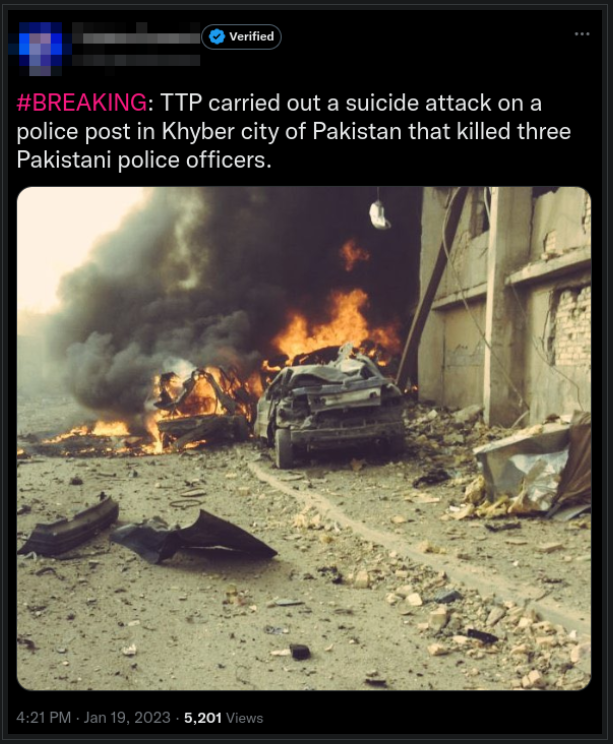 Verified
#BREAKING: TTP carried out a suicide attack on a
police post in Khyber city of Pakistan that killed three
Pakistani police officers.
4:21 PM · Jan 19, 2023 · 5,201 Views